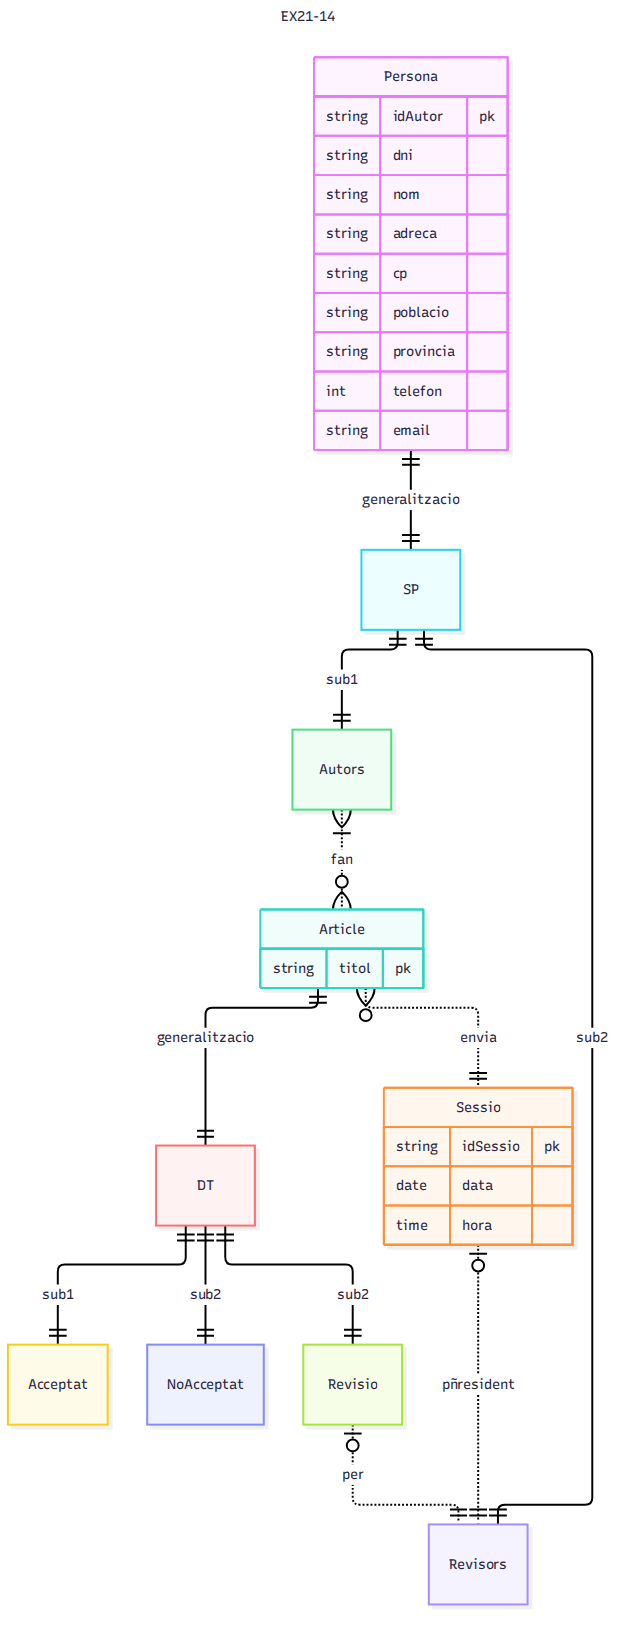 EX21-14
Persona
string idAutor pk
string dni
string nom
string adreca
string cp
string poblacio
string provincia
int telefon
string email
generalitzacio
SP
sub1
Autors
fan
Article
string titol pk
generalitzacio
envia
sub2
Sessio
string idSessio pk
date data
time hora
DT
sub1
sub2
sub2
Acceptat
NoAcceptat
Revisio
pñresident
per
Revisors